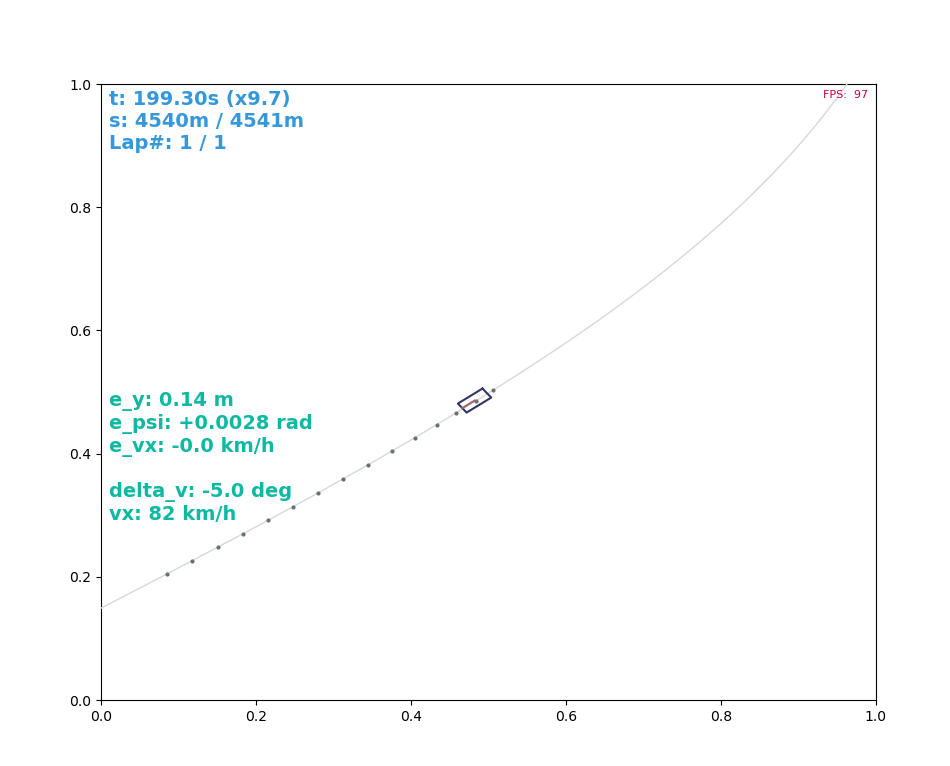 t: 199.30s (x9.7)
s: 4540m / 4541m
Lap#: 1 / 1
FPS: 97
e_y: 0.14 m
e_psi: +0.0028 rad
e_vx: -0.0 km/h
delta_v: -5.0 deg
vx: 82 km/h
1.0
0.8
0.6
0.4
0.2
0.0
0.0 0.2 0.4 0.6 0.8 1.0